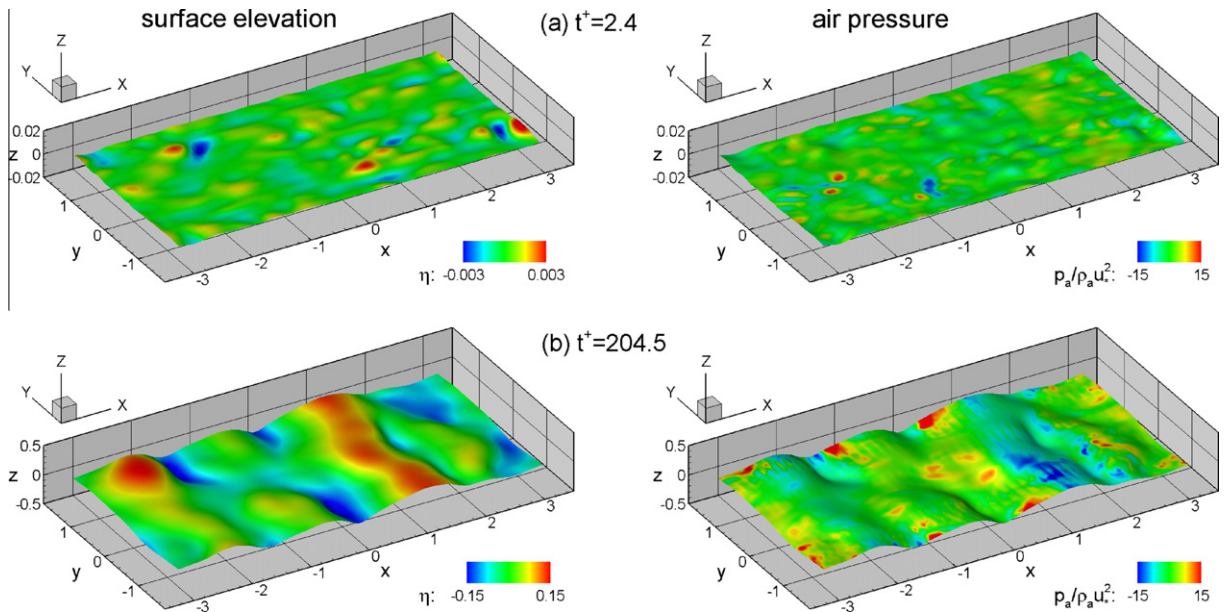 surface elevation
(a) t⁺=2.4
air pressure
Z
Y
X
0.02
z 0
-0.02
1
0
y
-1
-3
-2
-1
0
x
1
2
3
η: -0.003 0.003
Z
Y
X
0.02
z 0
-0.02
1
0
y
-1
-3
-2
-1
0
x
1
2
3
pₐ/ρₐu*²: -15 15
(b) t⁺=204.5
Z
Y
X
0.5
z 0
-0.5
1
0
y
-1
-3
-2
-1
0
x
1
2
3
η: -0.15 0.15
Z
Y
X
0.5
z 0
-0.5
1
0
y
-1
-3
-2
-1
0
x
1
2
3
pₐ/ρₐu*²: -15 15